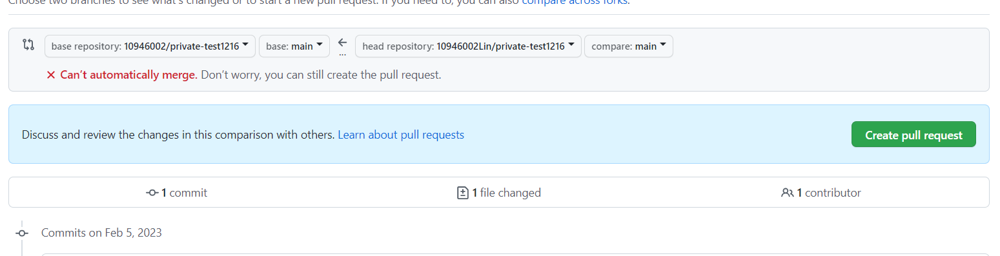 Choose two branches to see what's changed or to start a new pull request. If you need to, you can also compare across forks.
base repository: 10946002/private-test1216 base: main ... head repository: 10946002Lin/private-test1216 compare: main
Can’t automatically merge. Don’t worry, you can still create the pull request.
Discuss and review the changes in this comparison with others. Learn about pull requests Create pull request
1 commit 1 file changed 1 contributor
Commits on Feb 5, 2023